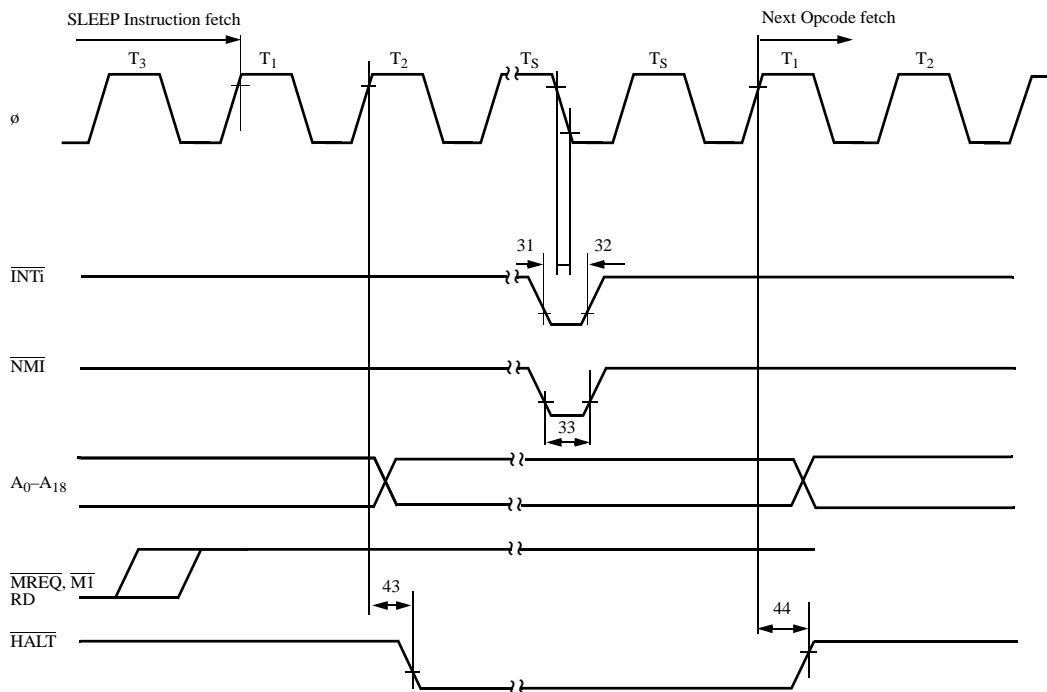 SLEEP Instruction fetch
Next Opcode fetch
T3 T1 T2 TS TS T1 T2
ø
31 32
INTi
NMI
33
A0–A18
MREQ, M1
RD
43
44
HALT